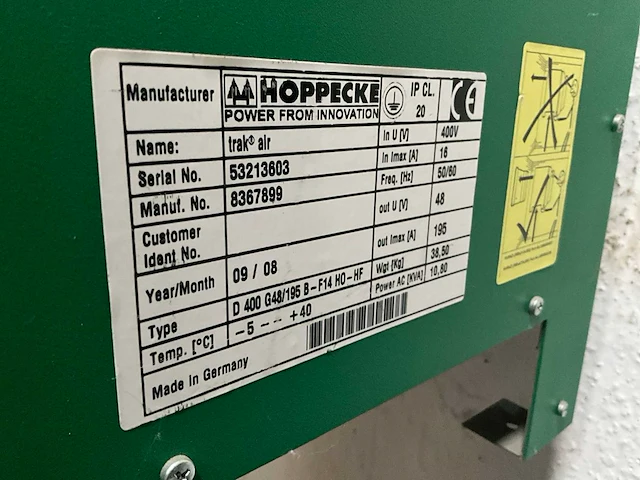 Manufacturer HOPPECKE IP CL. CE
POWER FROM INNOVATION 20
Name: trak® air In U [V] 400V
Serial No. 53213603 In Imax [A] 16
Manuf. No. 8367899 Freq. [Hz] 50/60
Customer Ident No. out U [V] 48
Year/Month 09 / 08 out Imax [A] 195
Type D 400 G48/195 B-F14 HO-HF Wgt [Kg] 38,50
Temp. [°C] -5 --- +40 Power AC [KVA] 10,80
Made in Germany